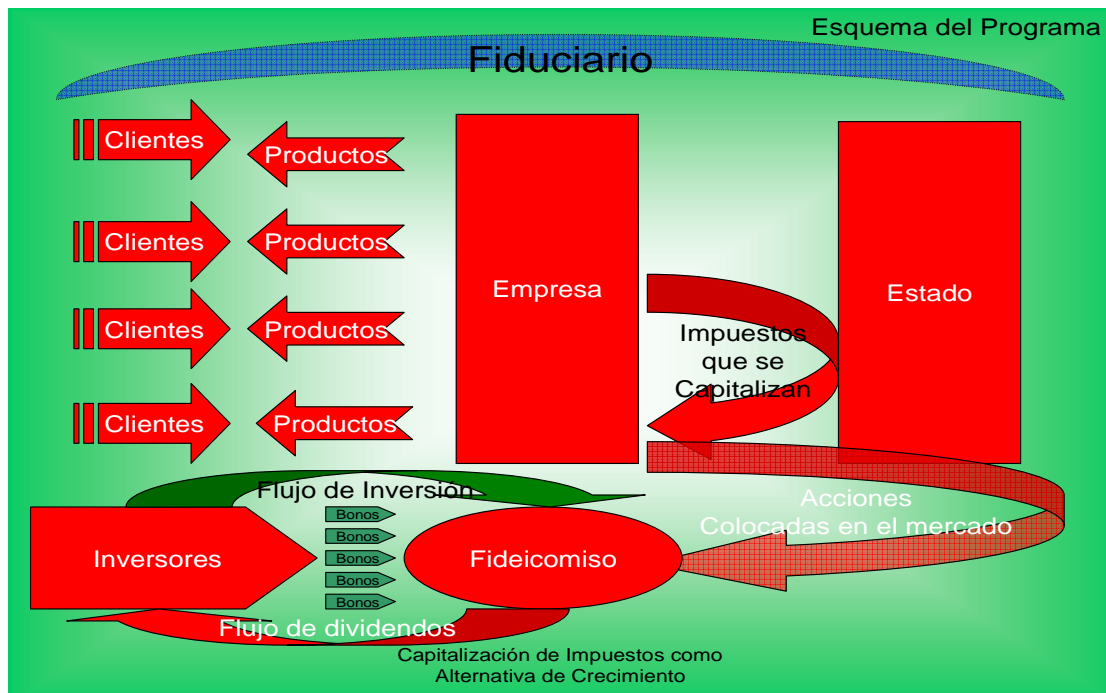 Esquema del Programa
Fiduciario
Clientes
Productos
Clientes
Productos
Clientes
Productos
Clientes
Productos
Empresa
Estado
Impuestos
que se
Capitalizan
Flujo de Inversión
Acciones
Colocadas en el mercado
Inversores
Bonos
Bonos
Bonos
Bonos
Bonos
Fideicomiso
Flujo de dividendos
Capitalización de Impuestos como
Alternativa de Crecimiento